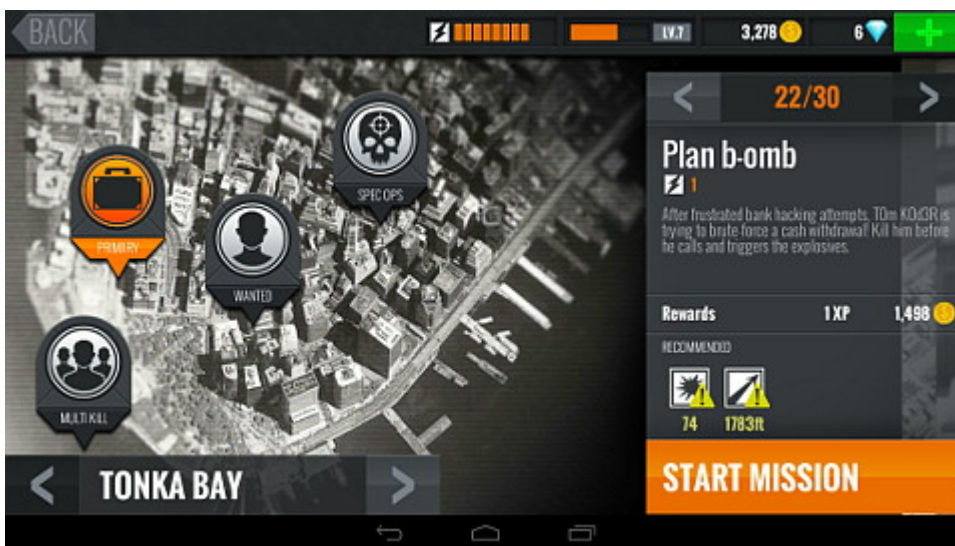 BACK
LV.7
3,278
6
22/30
Plan b-omb
1
After frustrated bank hacking attempts, T0m K0d3R is
trying to brute-force a cash withdrawal! Kill him before
he calls and triggers the explosives.
Rewards 1 XP 1,498
RECOMMENDED
74 1783ft
START MISSION
SPEC OPS
PRIMARY
WANTED
MULTI KILL
TONKA BAY